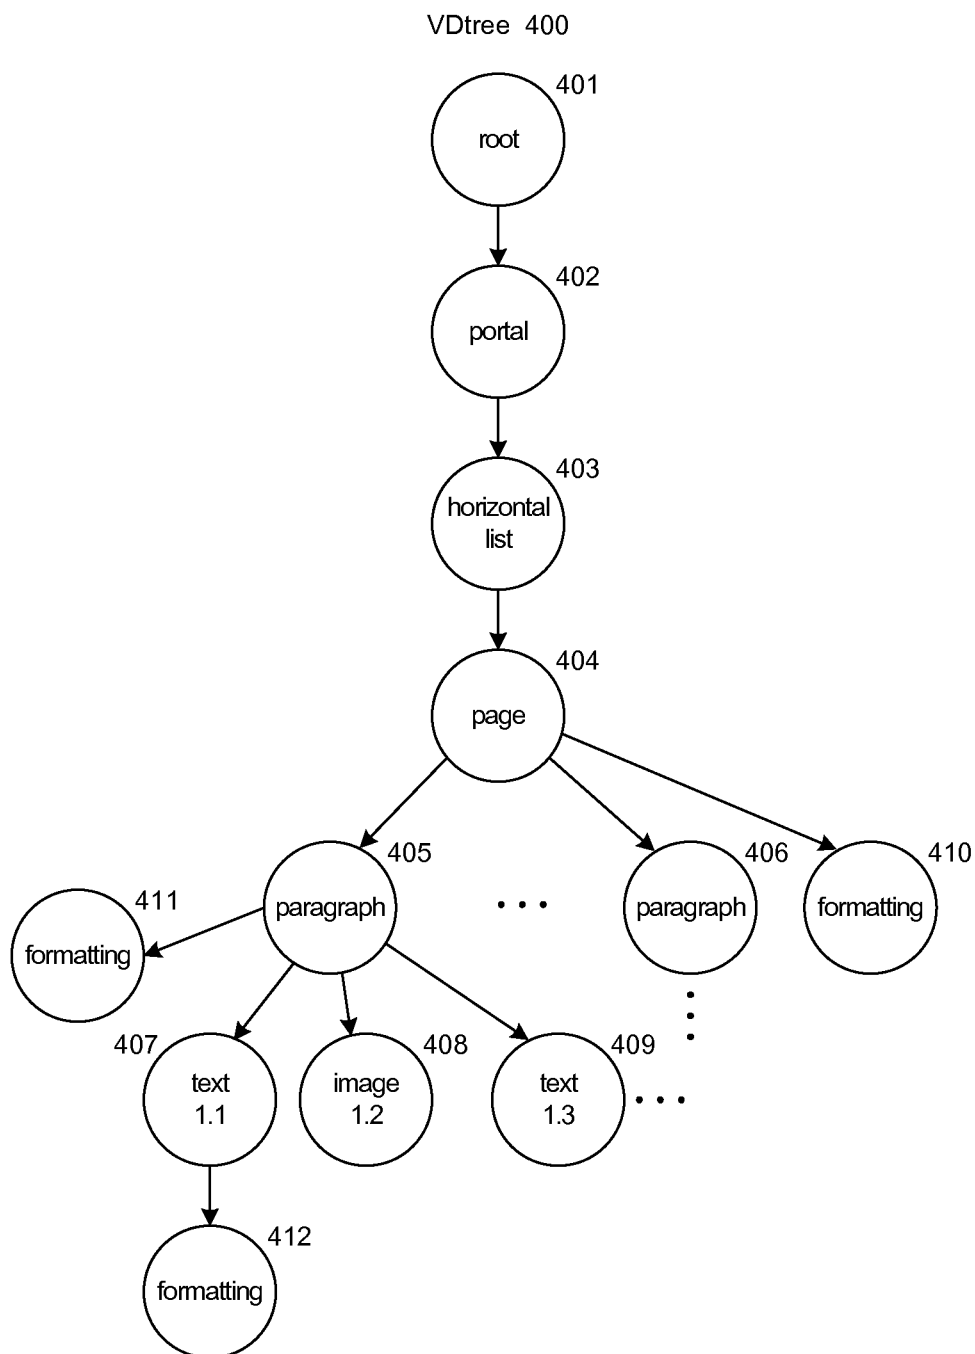 VDtree 400
401
root
402
portal
403
horizontal
list
404
page
405
406
410
411
paragraph
...
paragraph
formatting
formatting
407
408
409
text
1.1
image
1.2
text
1.3
...
412
formatting